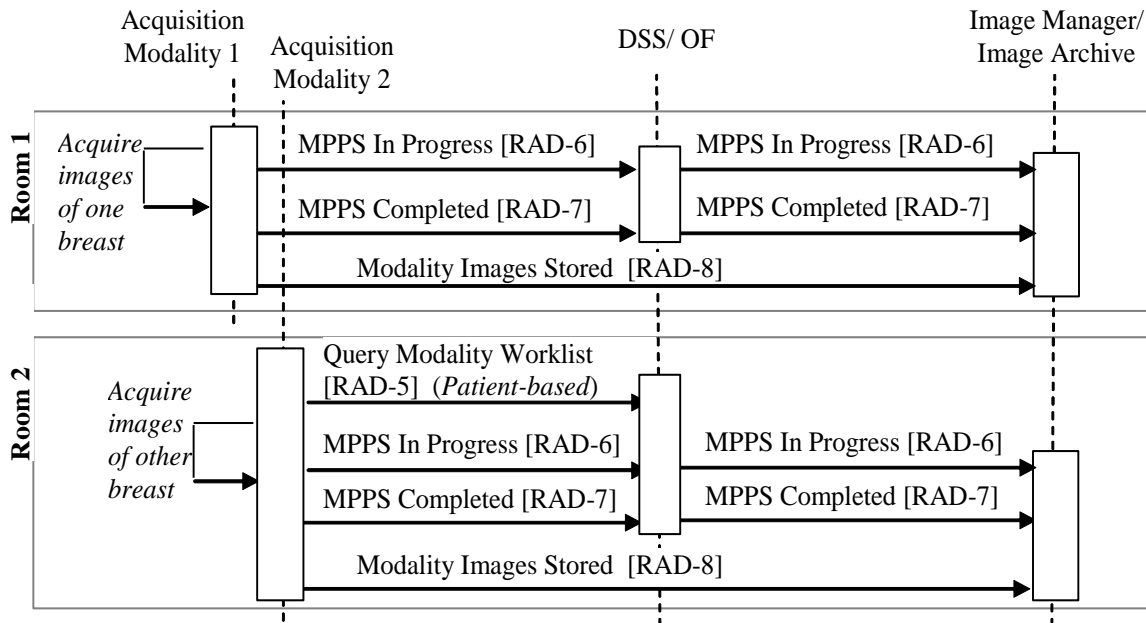 Acquisition
Modality 1
Acquisition
Modality 2
DSS/ OF
Image Manager/
Image Archive
Room 1
Acquire
images
of one
breast
MPPS In Progress [RAD-6]
MPPS In Progress [RAD-6]
MPPS Completed [RAD-7]
MPPS Completed [RAD-7]
Modality Images Stored [RAD-8]
Room 2
Acquire
images
of other
breast
Query Modality Worklist
[RAD-5] (Patient-based)
MPPS In Progress [RAD-6]
MPPS In Progress [RAD-6]
MPPS Completed [RAD-7]
MPPS Completed [RAD-7]
Modality Images Stored [RAD-8]